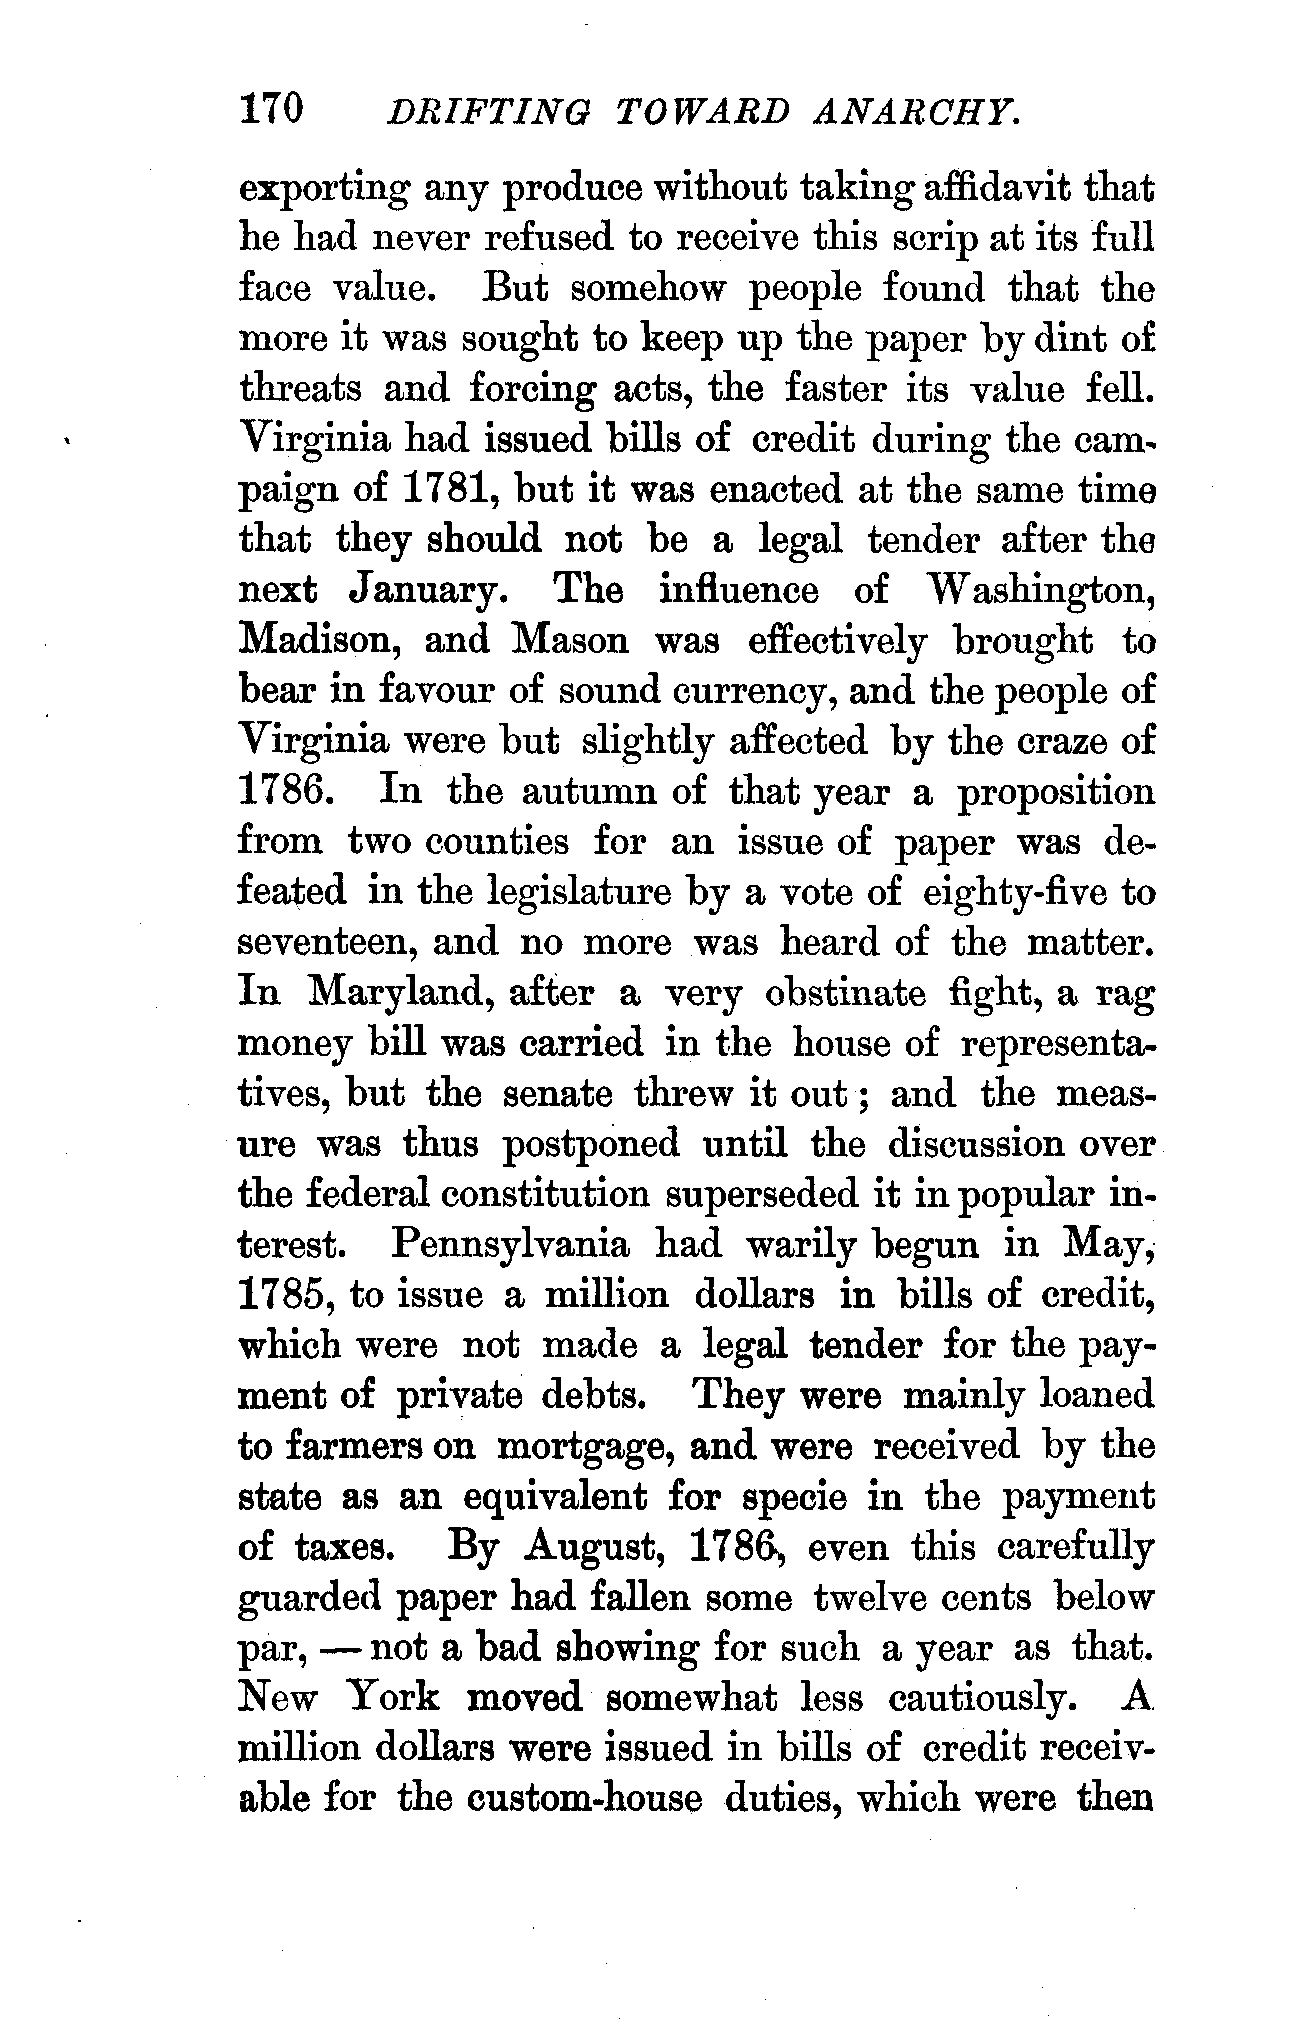 170 DRIFTING TOWARD ANARCHY.
exporting any produce without taking affidavit that
he had never refused to receive this scrip at its full
face value. But somehow people found that the
more it was sought to keep up the paper by dint of
threats and forcing acts, the faster its value fell.
Virginia had issued bills of credit during the cam-
paign of 1781, but it was enacted at the same time
that they should not be a legal tender after the
next January. The influence of Washington,
Madison, and Mason was effectively brought to
bear in favour of sound currency, and the people of
Virginia were but slightly affected by the craze of
1786. In the autumn of that year a proposition
from two counties for an issue of paper was de-
feated in the legislature by a vote of eighty-five to
seventeen, and no more was heard of the matter.
In Maryland, after a very obstinate fight, a rag
money bill was carried in the house of representa-
tives, but the senate threw it out; and the meas-
ure was thus postponed until the discussion over
the federal constitution superseded it in popular in-
terest. Pennsylvania had warily begun in May,
1785, to issue a million dollars in bills of credit,
which were not made a legal tender for the pay-
ment of private debts. They were mainly loaned
to farmers on mortgage, and were received by the
state as an equivalent for specie in the payment
of taxes. By August, 1786, even this carefully
guarded paper had fallen some twelve cents below
par, — not a bad showing for such a year as that.
New York moved somewhat less cautiously. A
million dollars were issued in bills of credit receiv-
able for the custom-house duties, which were then